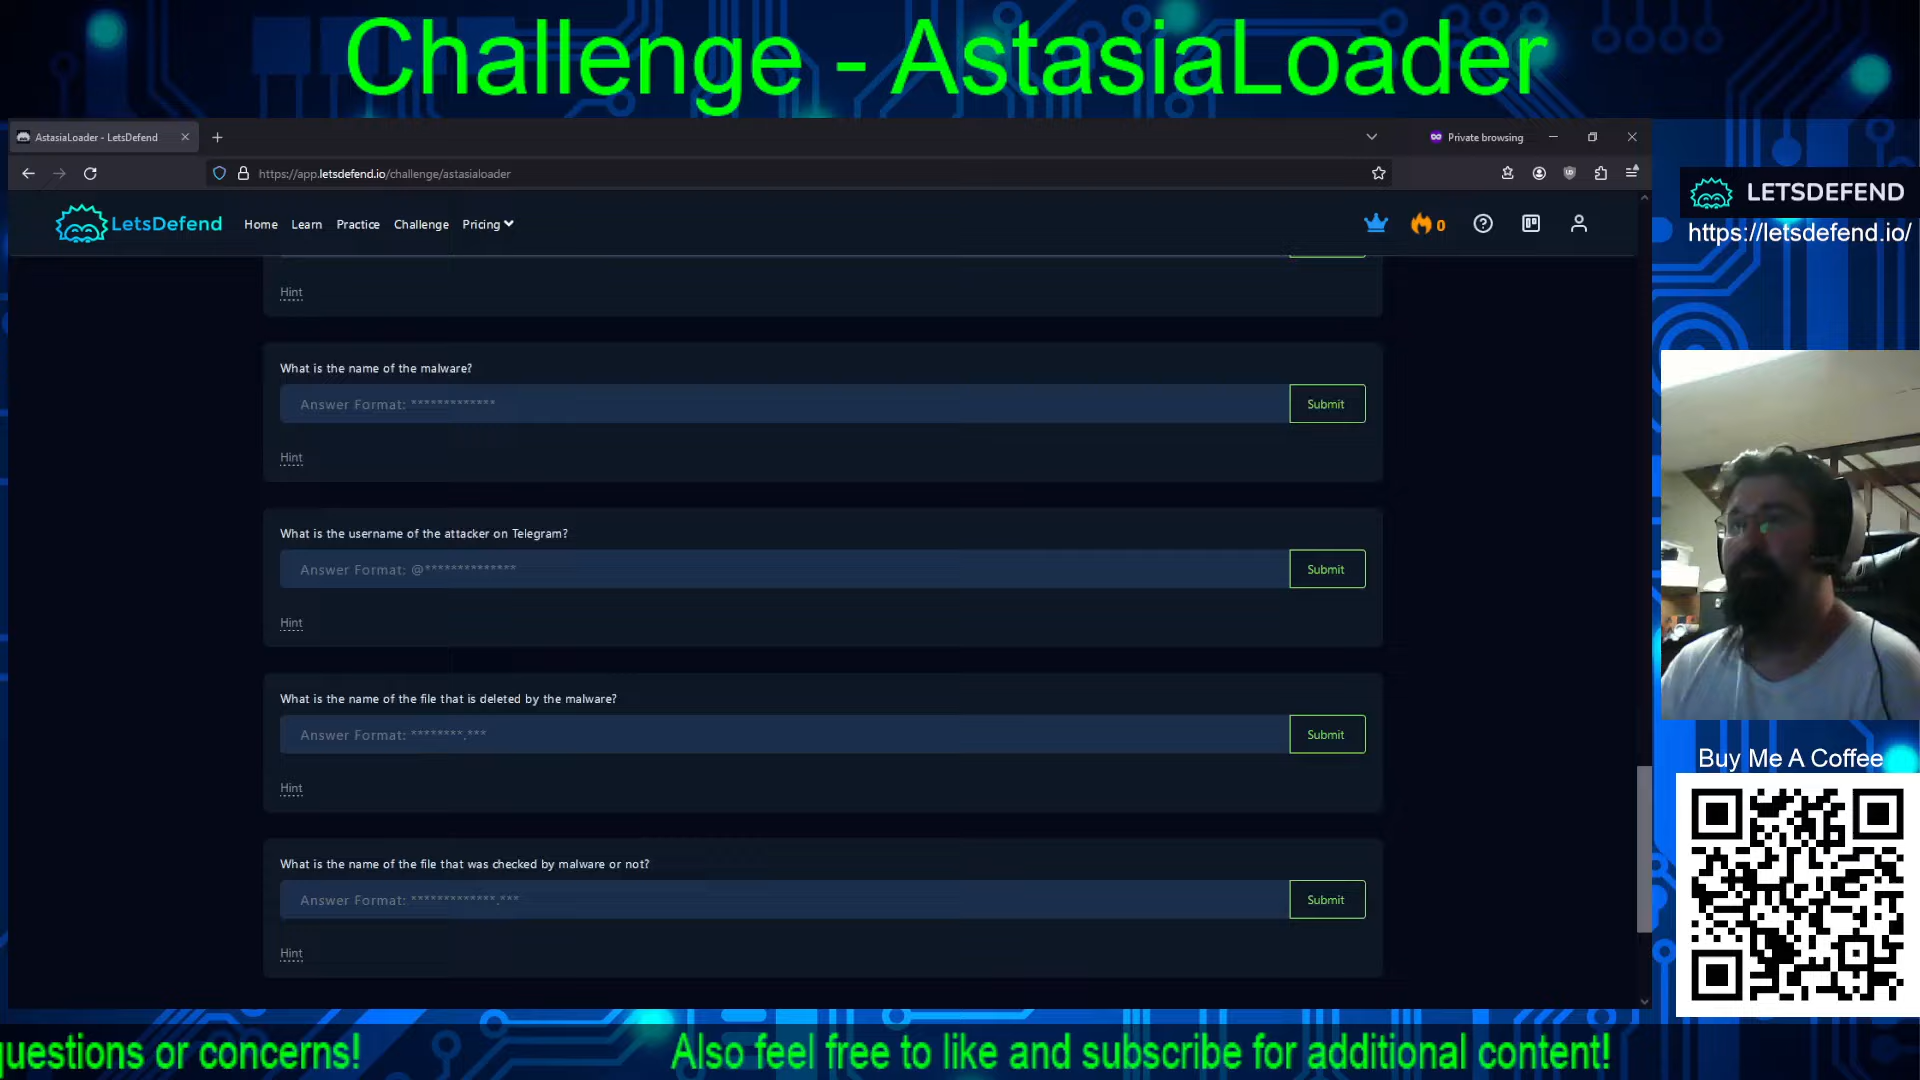 Challenge - AstasiaLoader
AstasiaLoader - LetsDefend
Private browsing
https://app.letsdefend.io/challenge/astasialoader
LetsDefend
Home
Learn
Practice
Challenge
Pricing
0
LETSDEFEND
https://letsdefend.io/
Hint
What is the name of the malware?
Answer Format: *************
Submit
Hint
What is the username of the attacker on Telegram?
Answer Format: @**************
Submit
Hint
What is the name of the file that is deleted by the malware?
Answer Format: ********.***
Submit
Hint
What is the name of the file that was checked by malware or not?
Answer Format: *************.***
Submit
Hint
Buy Me A Coffee
questions or concerns!
Also feel free to like and subscribe for additional content!